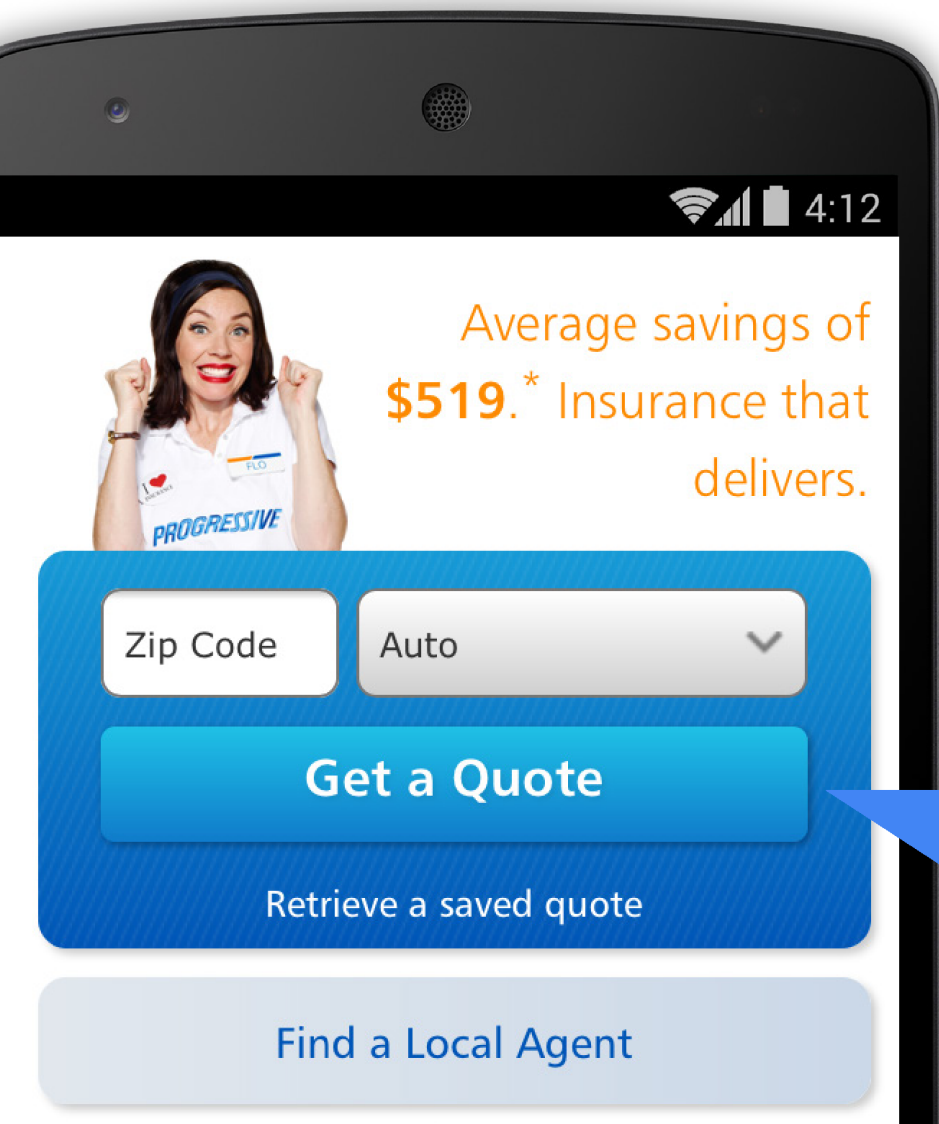 4:12
Average savings of
$519.* Insurance that
delivers.
FLO
I
INSURANCE
PROGRESSIVE
Zip Code
Auto
Get a Quote
Retrieve a saved quote
Find a Local Agent